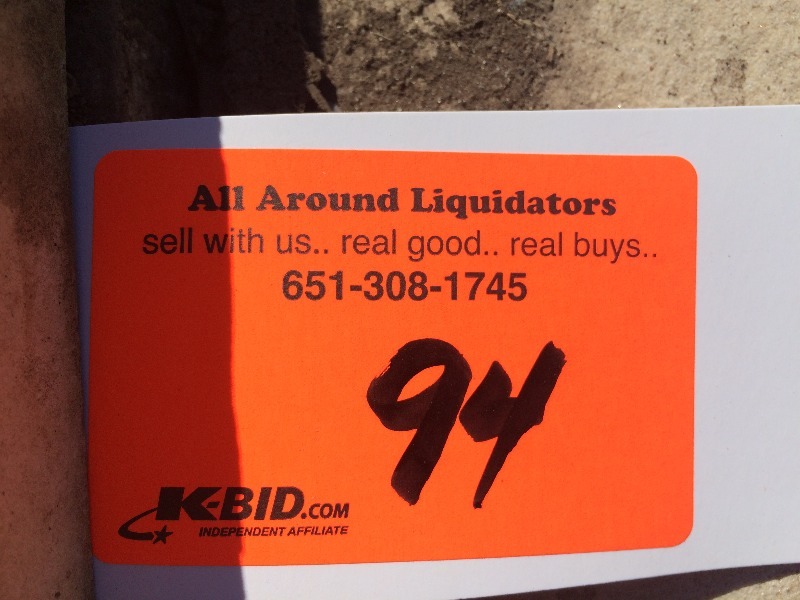 All Around Liquidators
sell with us.. real good.. real buys..
651-308-1745
94
K-BID.COM
INDEPENDENT AFFILIATE